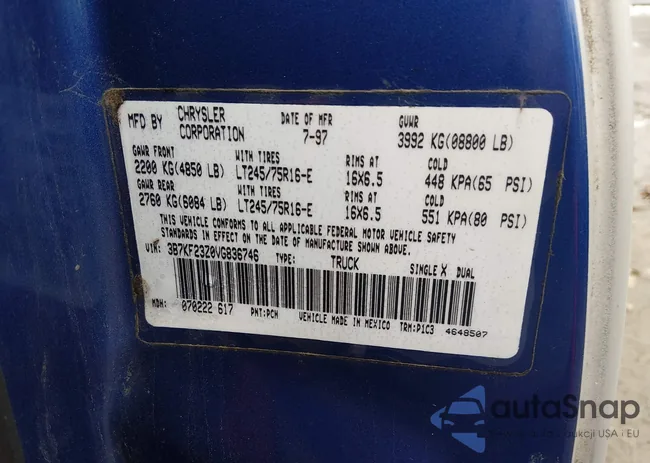 MFD BY CHRYSLER CORPORATION DATE OF MFR 7-97 GVWR 3992 KG(08800 LB)
GAWR FRONT WITH TIRES RIMS AT COLD
2200 KG(4850 LB) LT245/75R16-E 16X6.5 448 KPA(65 PSI)
GAWR REAR WITH TIRES RIMS AT COLD
2760 KG(6084 LB) LT245/75R16-E 16X6.5 551 KPA(80 PSI)
THIS VEHICLE CONFORMS TO ALL APPLICABLE FEDERAL MOTOR VEHICLE SAFETY
STANDARDS IN EFFECT ON THE DATE OF MANUFACTURE SHOWN ABOVE.
VIN: 3B7KF23Z0VG836746 TYPE: TRUCK SINGLE X DUAL
MDH: 070222 617 PNT:PCH VEHICLE MADE IN MEXICO TRM:P1C3 4648507
autaSnap
aukcji USA i EU